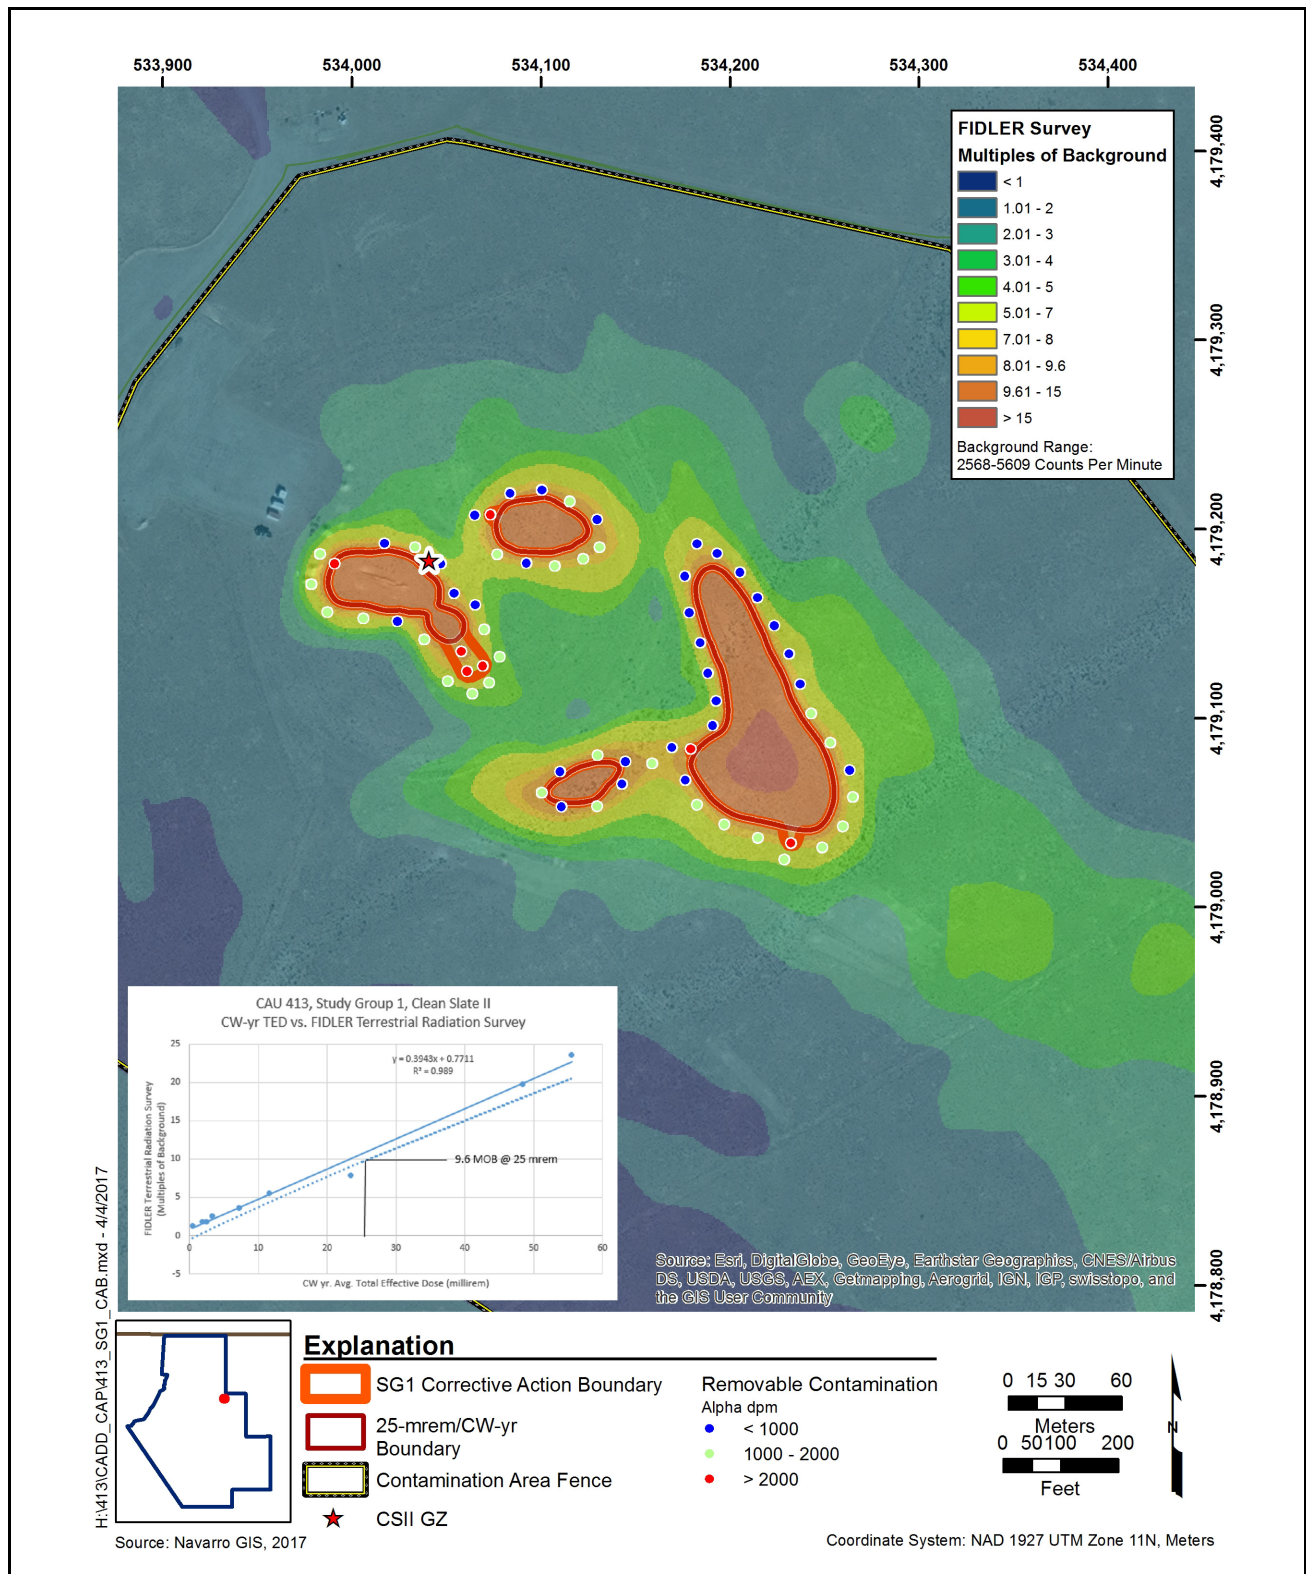 533,900
534,000
534,100
534,200
534,300
534,400
4,179,400
4,179,300
4,179,200
4,179,100
4,179,000
4,178,900
4,178,800
FIDLER Survey
Multiples of Background
< 1
1.01 - 2
2.01 - 3
3.01 - 4
4.01 - 5
5.01 - 7
7.01 - 8
8.01 - 9.6
9.61 - 15
> 15
Background Range:
2568-5609 Counts Per Minute
CAU 413, Study Group 1, Clean Slate II
CW-yr TED vs. FIDLER Terrestrial Radiation Survey
FIDLER Terrestrial Radiation Survey
(Multiples of Background)
25
20
15
10
5
0
-5
y = 0.3943x + 0.7711
R² = 0.989
9.6 MOB @ 25 mrem
0
10
20
30
40
50
60
CW yr. Avg. Total Effective Dose (millirem)
Source: Esri, DigitalGlobe, GeoEye, Earthstar Geographics, CNES/Airbus
DS, USDA, USGS, AEX, Getmapping, Aerogrid, IGN, IGP, swisstopo, and
the GIS User Community
H:\413\CADD_CAP\413_SG1_CAB.mxd - 4/4/2017
Explanation
SG1 Corrective Action Boundary
25-mrem/CW-yr
Boundary
Contamination Area Fence
CSII GZ
Removable Contamination
Alpha dpm
< 1000
1000 - 2000
> 2000
0 15 30 60
Meters
0 50 100 200
Feet
N
Source: Navarro GIS, 2017
Coordinate System: NAD 1927 UTM Zone 11N, Meters